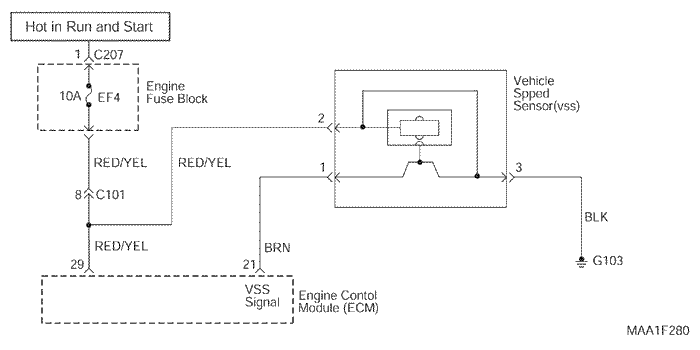 Hot in Run and Start
1 C207
Engine
Fuse Block
10A EF4
Vehicle
Spped
Sensor(vss)
2
RED/YEL
RED/YEL
1
3
8 C101
BLK
RED/YEL
BRN
29
21
G103
VSS
Signal
Engine Contol
Module (ECM)
MAA1F280